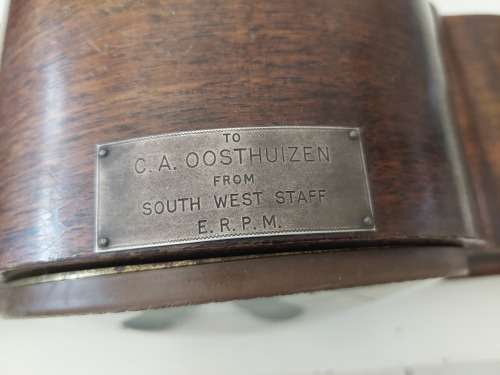 TO
C. A. OOSTHUIZEN
FROM
SOUTH WEST STAFF
E. R. P. M.